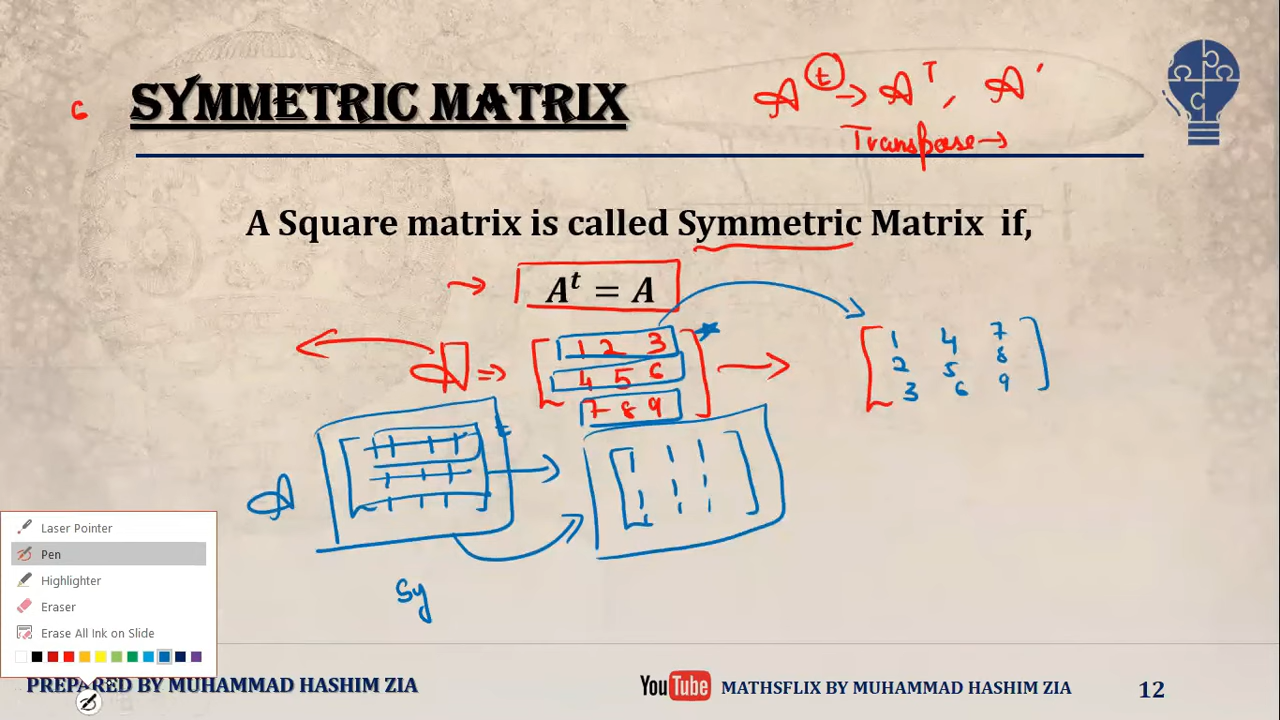 6 SYMMETRIC MATRIX
A^t → A^T, A′
Transpose →
A Square matrix is called Symmetric Matrix if,
→ A^t = A
A ⇒ [1 2 3
4 5 6
7 8 9] →
[1 4 7
2 5 8
3 6 9]
A
t
Sy
Laser Pointer
Pen
Highlighter
Eraser
Erase All Ink on Slide
PREPARED BY MUHAMMAD HASHIM ZIA
YouTube MATHSFLIX BY MUHAMMAD HASHIM ZIA
12